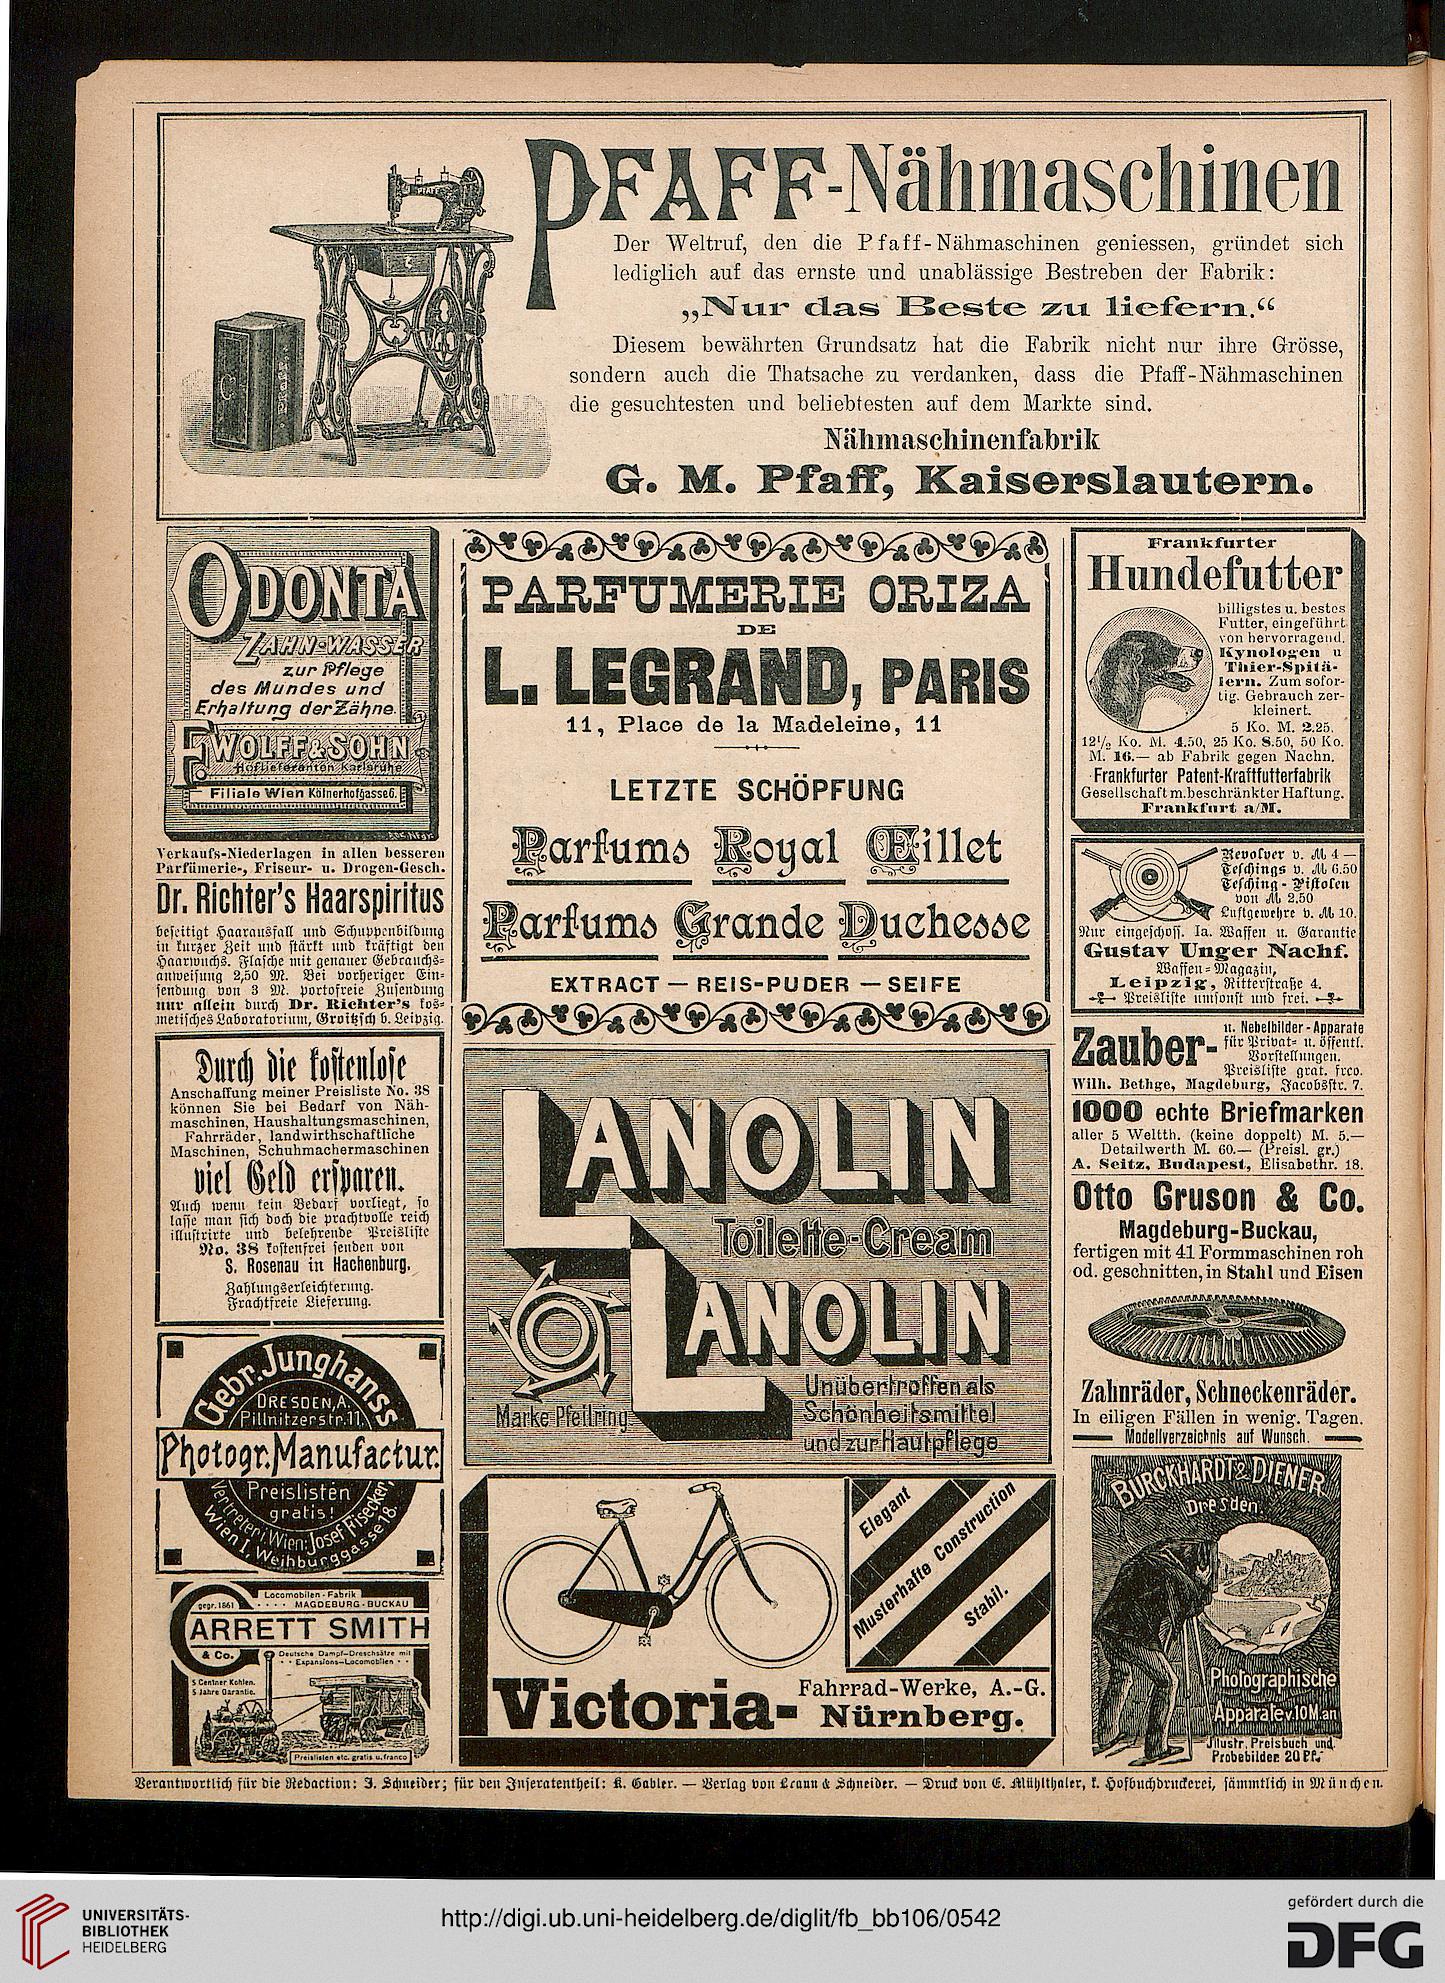 PFAFF-Nähmaschinen
Der Weltruf, den die Pfaff-Nähmaschinen geniessen, gründet sich
lediglich auf das ernste und unablässige Bestreben der Fabrik:
„Nur das Beste zu liefern.“
Diesem bewährten Grundsatz hat die Fabrik nicht nur ihre Grösse,
sondern auch die Thatsache zu verdanken, dass die Pfaff-Nähmaschinen
die gesuchtesten und beliebtesten auf dem Markte sind.
Nähmaschinenfabrik
G. M. Pfaff, Kaiserslautern.
ODONTA
ZAHN-WASSER
zur Pflege
des Mundes und
Erhaltung der Zähne.
F. WOLFF & SOHN
Hoflieferanten Karlsruhe
Filiale Wien Kölnerhofgasse 6.
Verkaufs-Niederlagen in allen besseren
Parfümerie-, Friseur- u. Drogen-Gesch.
Dr. Richter's Haarspiritus
beseitigt Haarausfall und Schuppenbildung
in kurzer Zeit und stärkt und kräftigt den
Haarwuchs. Flasche mit genauer Gebrauchs-
anweisung 2,50 M. Bei vorheriger Ein-
sendung von 3 M. portofreie Zusendung
nur allein durch Dr. Richter's kos-
metisches Laboratorium, Groitzsch b. Leipzig.
Durch die kostenlose
Anschaffung meiner Preisliste No. 38
können Sie bei Bedarf von Näh-
maschinen, Haushaltungsmaschinen,
Fahrräder, landwirthschaftliche
Maschinen, Schuhmachermaschinen
viel Geld ersparen.
Auch wenn kein Bedarf vorliegt, so
lasse man sich doch die prachtvolle reich
illustrirte und belehrende Preisliste
No. 38 kostenfrei senden von
S. Rosenau in Hachenburg.
Zahlungserleichterung.
Frachtfreie Lieferung.
Gebr. Junghanss
DRESDEN, A.
Pillnitzerstr. 11.
Photogr. Manufactur.
Preislisten
gratis!
Vertreter i. Wien: Josef Fisecker,
Wien I, Weihburggasse 18.
Locomobilen-Fabrik
gegr. 1861 MAGDEBURG-BUCKAU
GARRETT SMITH
& Co. Deutsche Dampf-Dreschsätze mit
Expansions-Locomobilen
5 Centner Kohlen.
5 Jahre Garantie.
Preislisten etc. gratis u. franco
PARFUMERIE ORIZA
DE
L. LEGRAND, PARIS
11, Place de la Madeleine, 11
LETZTE SCHÖPFUNG
Parfums Royal Œillet
Parfums Grande Duchesse
EXTRACT — REIS-PUDER — SEIFE
LANOLIN
Toilette-Cream
LANOLIN
Marke Pfeilring
Unübertroffen als
Schönheitsmittel
und zur Hautpflege
Elegant
Musterhafte Construction
Stabil.
Victoria-
Fahrrad-Werke, A.-G.
Nürnberg.
Frankfurter
Hundefutter
billigstes u. bestes
Futter, eingeführt
von hervorragend.
Kynologen u
Thier-Spitä-
lern. Zum sofor-
tig. Gebrauch zer-
kleinert.
5 Ko. M. 2.25,
12½ Ko. M. 4.50, 25 Ko. 8.50, 50 Ko.
M. 16.— ab Fabrik gegen Nachn.
Frankfurter Patent-Kraftfutterfabrik
Gesellschaft m. beschränkter Haftung.
Frankfurt a/M.
Revolver v. ℳ 4 —
Teschings v. ℳ 6.50
Tesching-Pistolen
von ℳ 2.50
Luftgewehre v. ℳ 10.
Nur eingeschoss. Ia. Waffen u. Garantie
Gustav Unger Nachf.
Waffen-Magazin,
Leipzig, Ritterstraße 4.
Preisliste umsonst und frei.
Zauber-
u. Nebelbilder-Apparate
für Privat- u. öffentl.
Vorstellungen.
Preisliste grat. frco.
Wilh. Bethge, Magdeburg, Jacobsstr. 7.
1000 echte Briefmarken
aller 5 Weltth. (keine doppelt) M. 5.—
Detailwerth M. 60.— (Preisl. gr.)
A. Seitz, Budapest, Elisabethr. 18.
Otto Gruson & Co.
Magdeburg-Buckau,
fertigen mit 41 Formmaschinen roh
od. geschnitten, in Stahl und Eisen
Zahnräder, Schneckenräder.
In eiligen Fällen in wenig. Tagen.
Modellverzeichnis auf Wunsch.
BURCKHARDT & DIENER
Dresden.
Photographische
Apparate v. 10 M. an
Illustr. Preisbuch und
Probebilder 20 Pf.
Verantwortlich für die Redaction: J. Schneider; für den Inseratentheil: K. Gabler. — Verlag von Braun & Schneider. — Druck von E. Mühlthaler, k. Hofbuchdruckerei, sämmtlich in München.
UNIVERSITÄTS-
BIBLIOTHEK
HEIDELBERG
http://digi.ub.uni-heidelberg.de/diglit/fb_bb106/0542
gefördert durch die
DFG